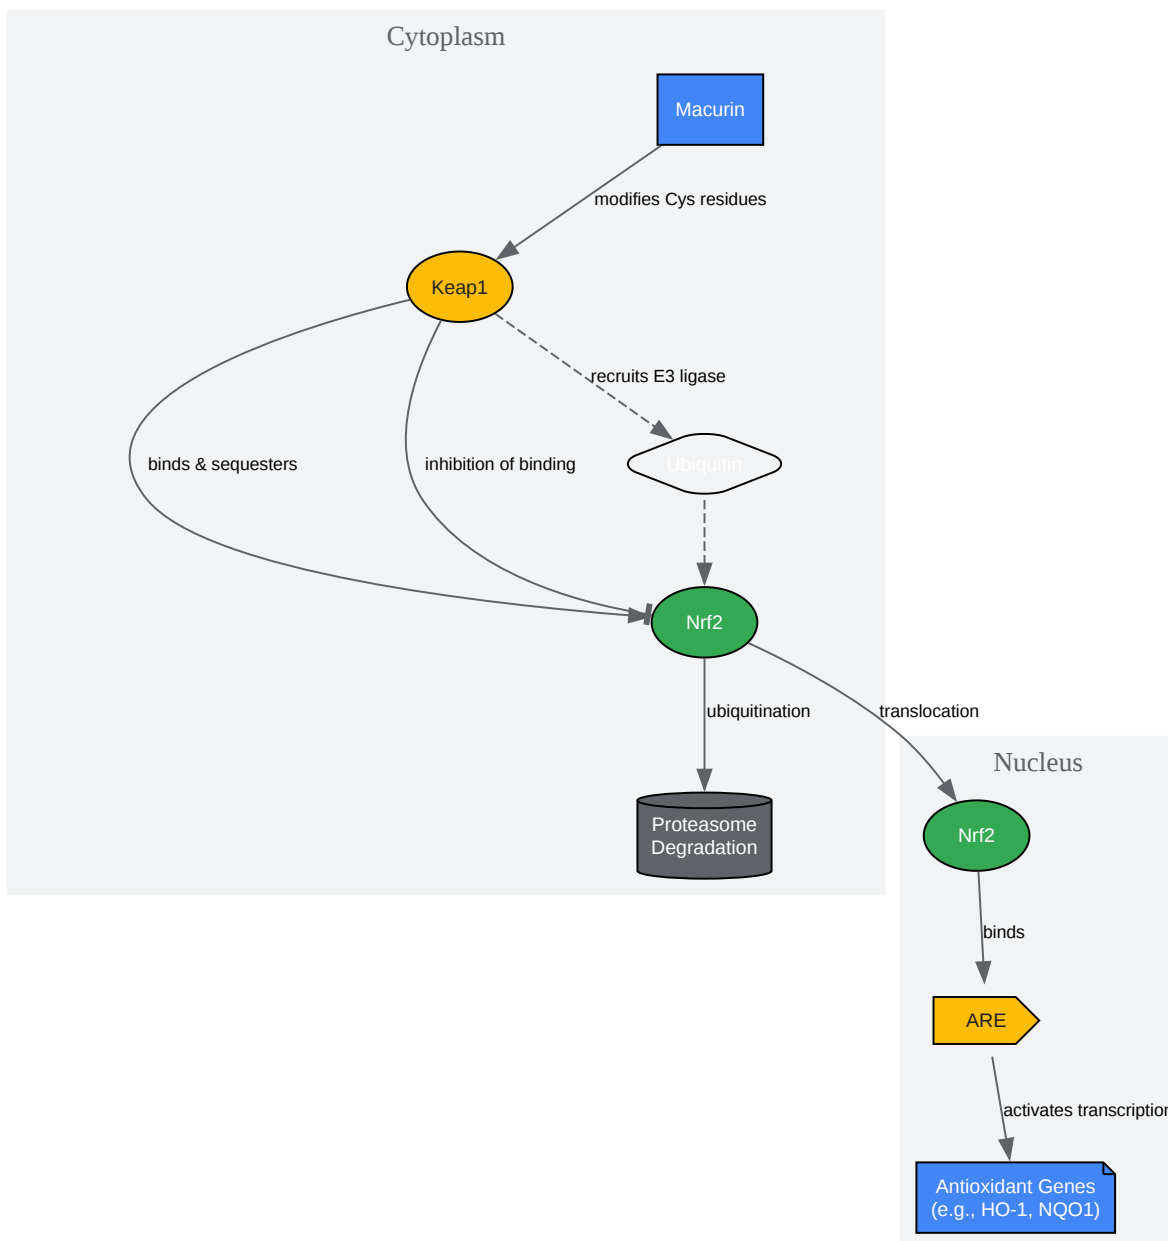 Cytoplasm
Macurin
modifies Cys residues
Keap1
recruits E3 ligase
binds & sequesters
inhibition of binding
Ubiquitin
Nrf2
ubiquitination
translocation
Nucleus
Proteasome
Degradation
Nrf2
binds
ARE
activates transcription
Antioxidant Genes
(e.g., HO-1, NQO1)